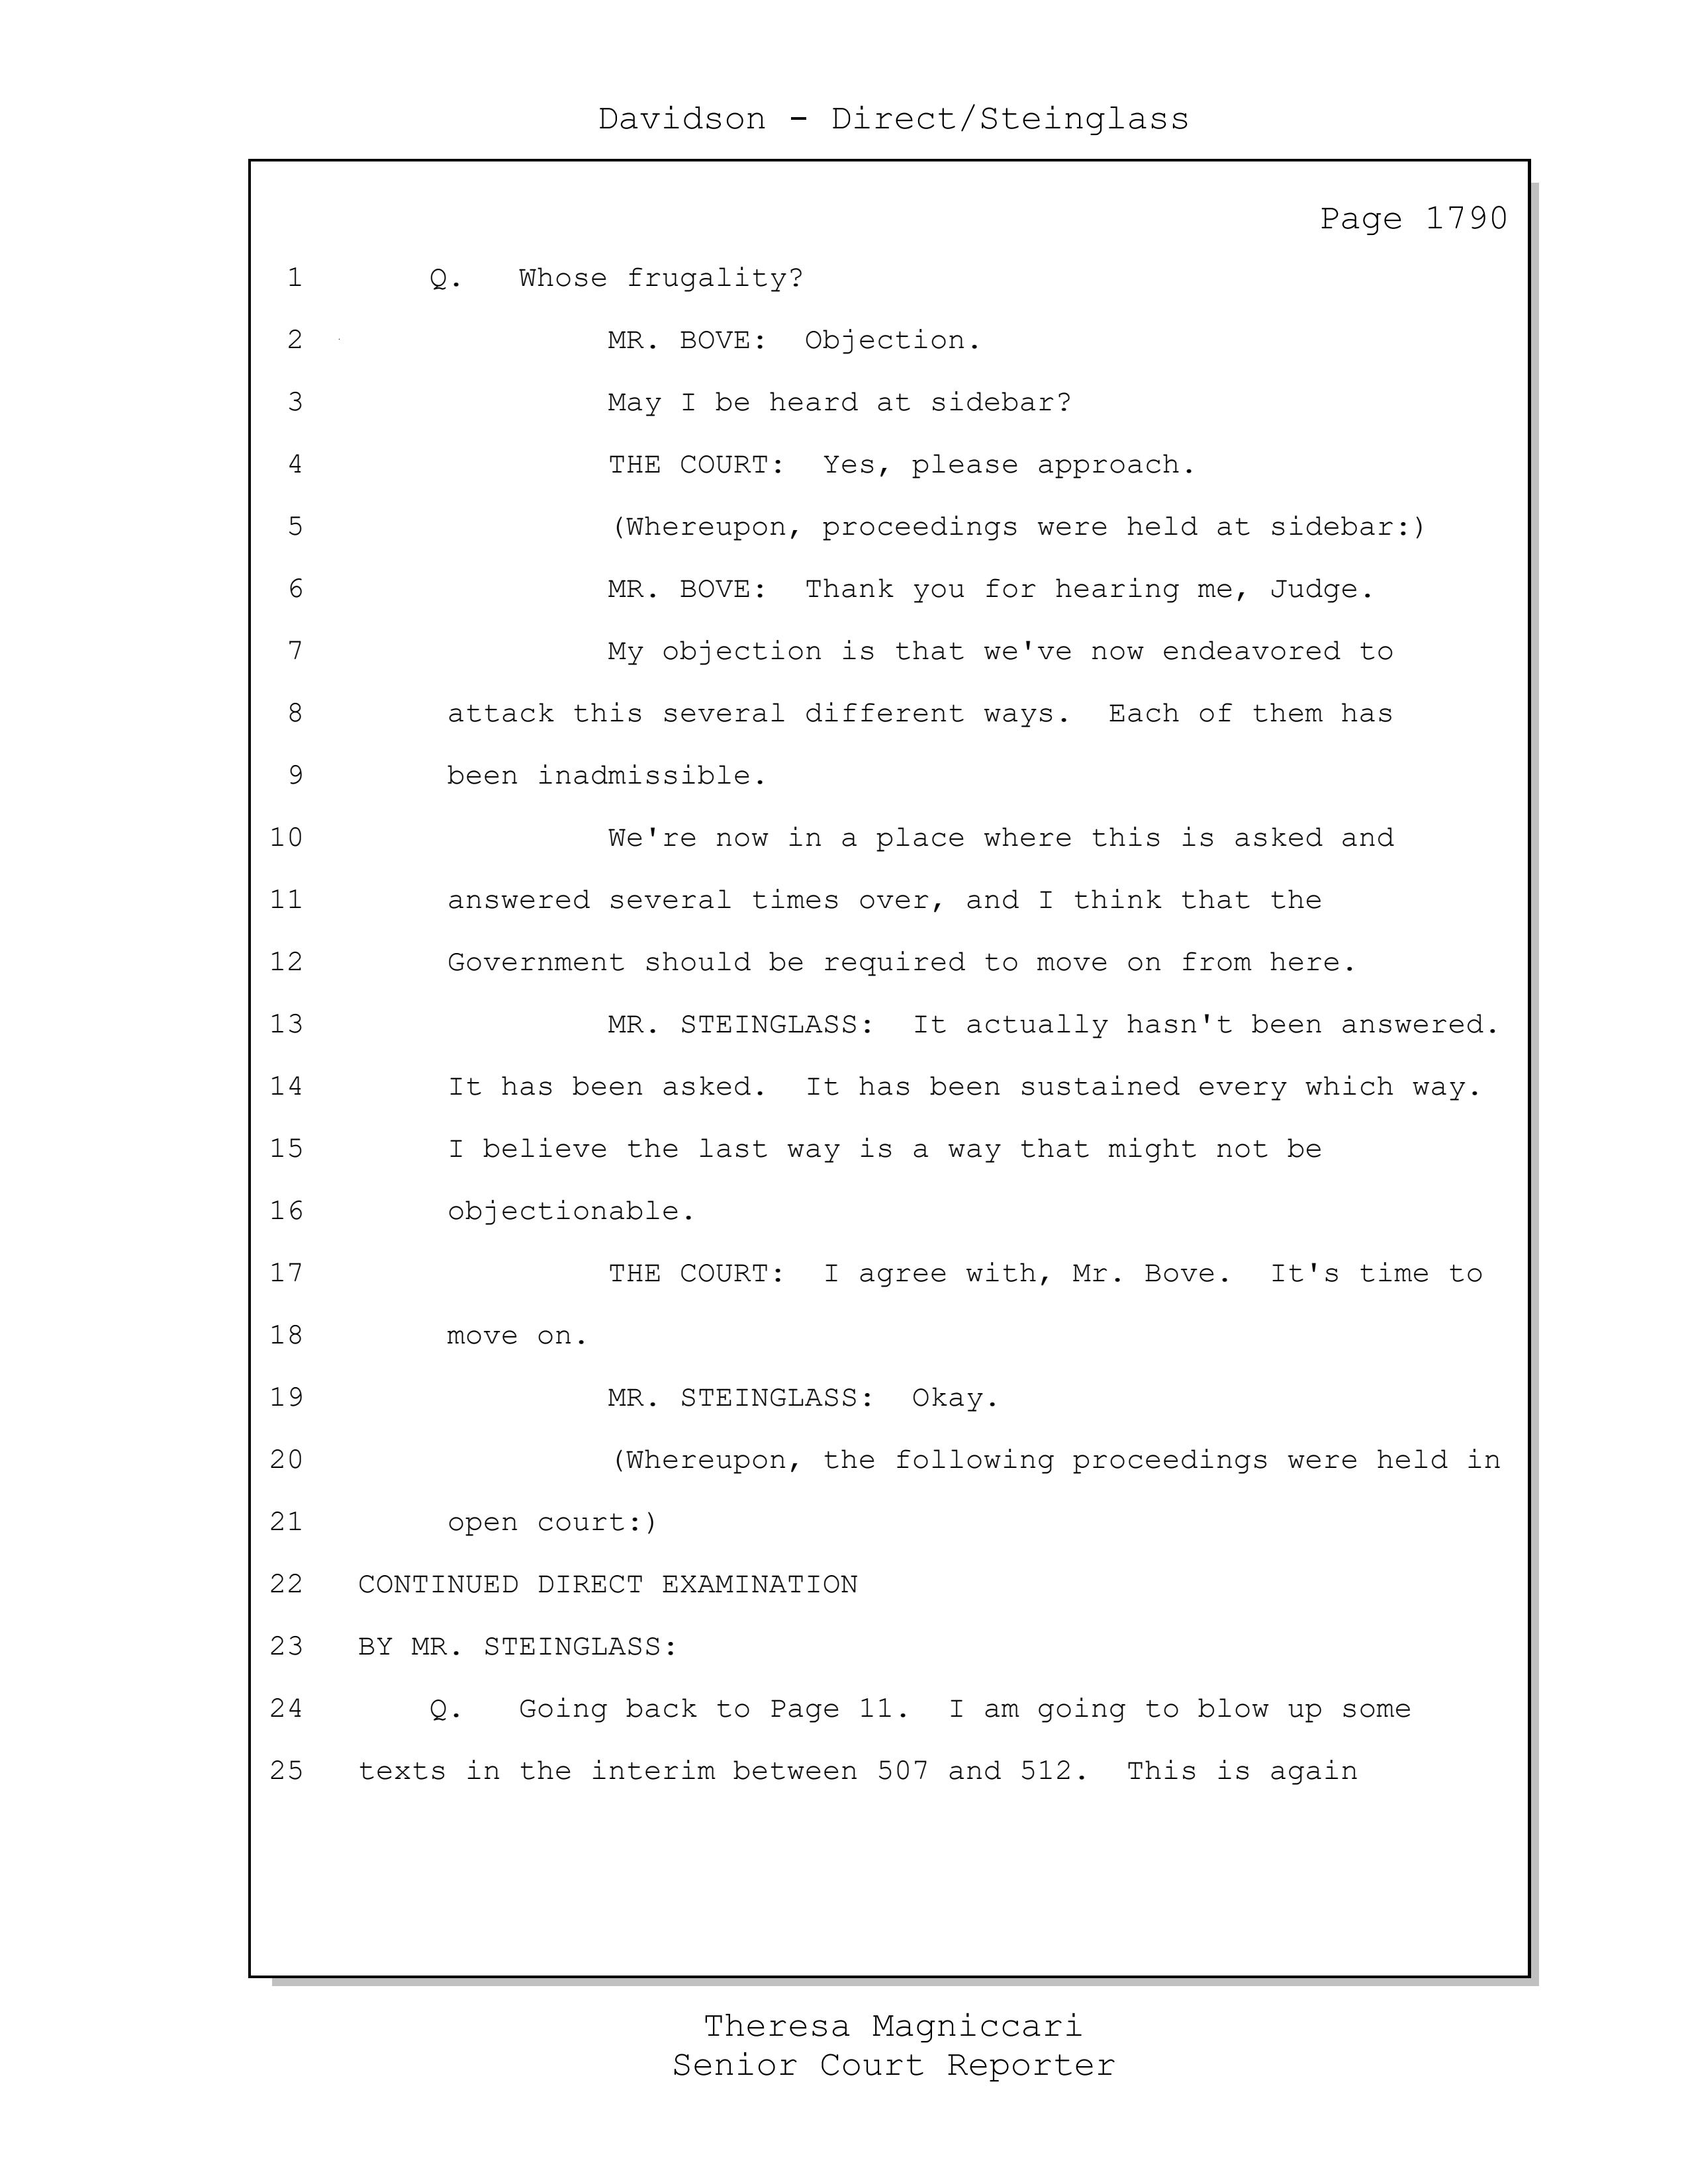 Davidson - Direct/Steinglass
Page 1790
1 Q. Whose frugality?
2 MR. BOVE: Objection.
3 May I be heard at sidebar?
4 THE COURT: Yes, please approach.
5 (Whereupon, proceedings were held at sidebar:)
6 MR. BOVE: Thank you for hearing me, Judge.
7 My objection is that we've now endeavored to
8 attack this several different ways. Each of them has
9 been inadmissible.
10 We're now in a place where this is asked and
11 answered several times over, and I think that the
12 Government should be required to move on from here.
13 MR. STEINGLASS: It actually hasn't been answered.
14 It has been asked. It has been sustained every which way.
15 I believe the last way is a way that might not be
16 objectionable.
17 THE COURT: I agree with, Mr. Bove. It's time to
18 move on.
19 MR. STEINGLASS: Okay.
20 (Whereupon, the following proceedings were held in
21 open court:)
22 CONTINUED DIRECT EXAMINATION
23 BY MR. STEINGLASS:
24 Q. Going back to Page 11. I am going to blow up some
25 texts in the interim between 507 and 512. This is again
Theresa Magniccari
Senior Court Reporter